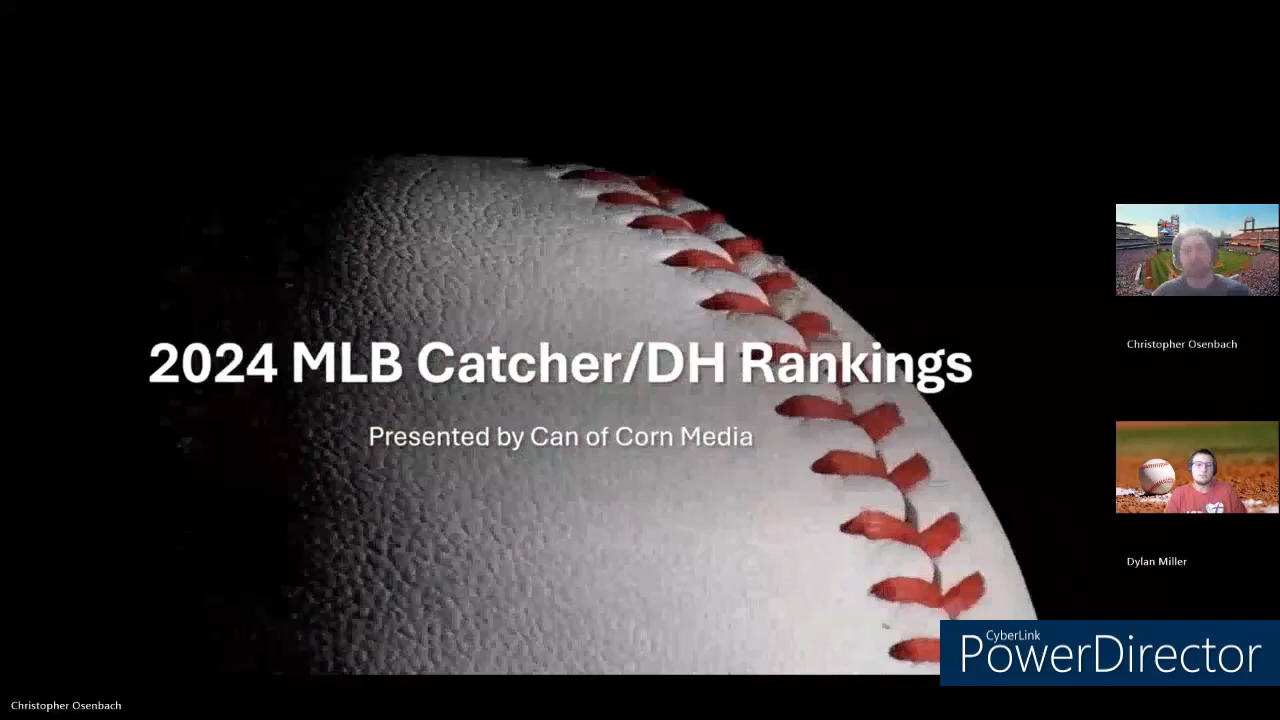 2024 MLB Catcher/DH Rankings
Presented by Can of Corn Media
Christopher Osenbach
Dylan Miller
CyberLink
PowerDirector
Christopher Osenbach